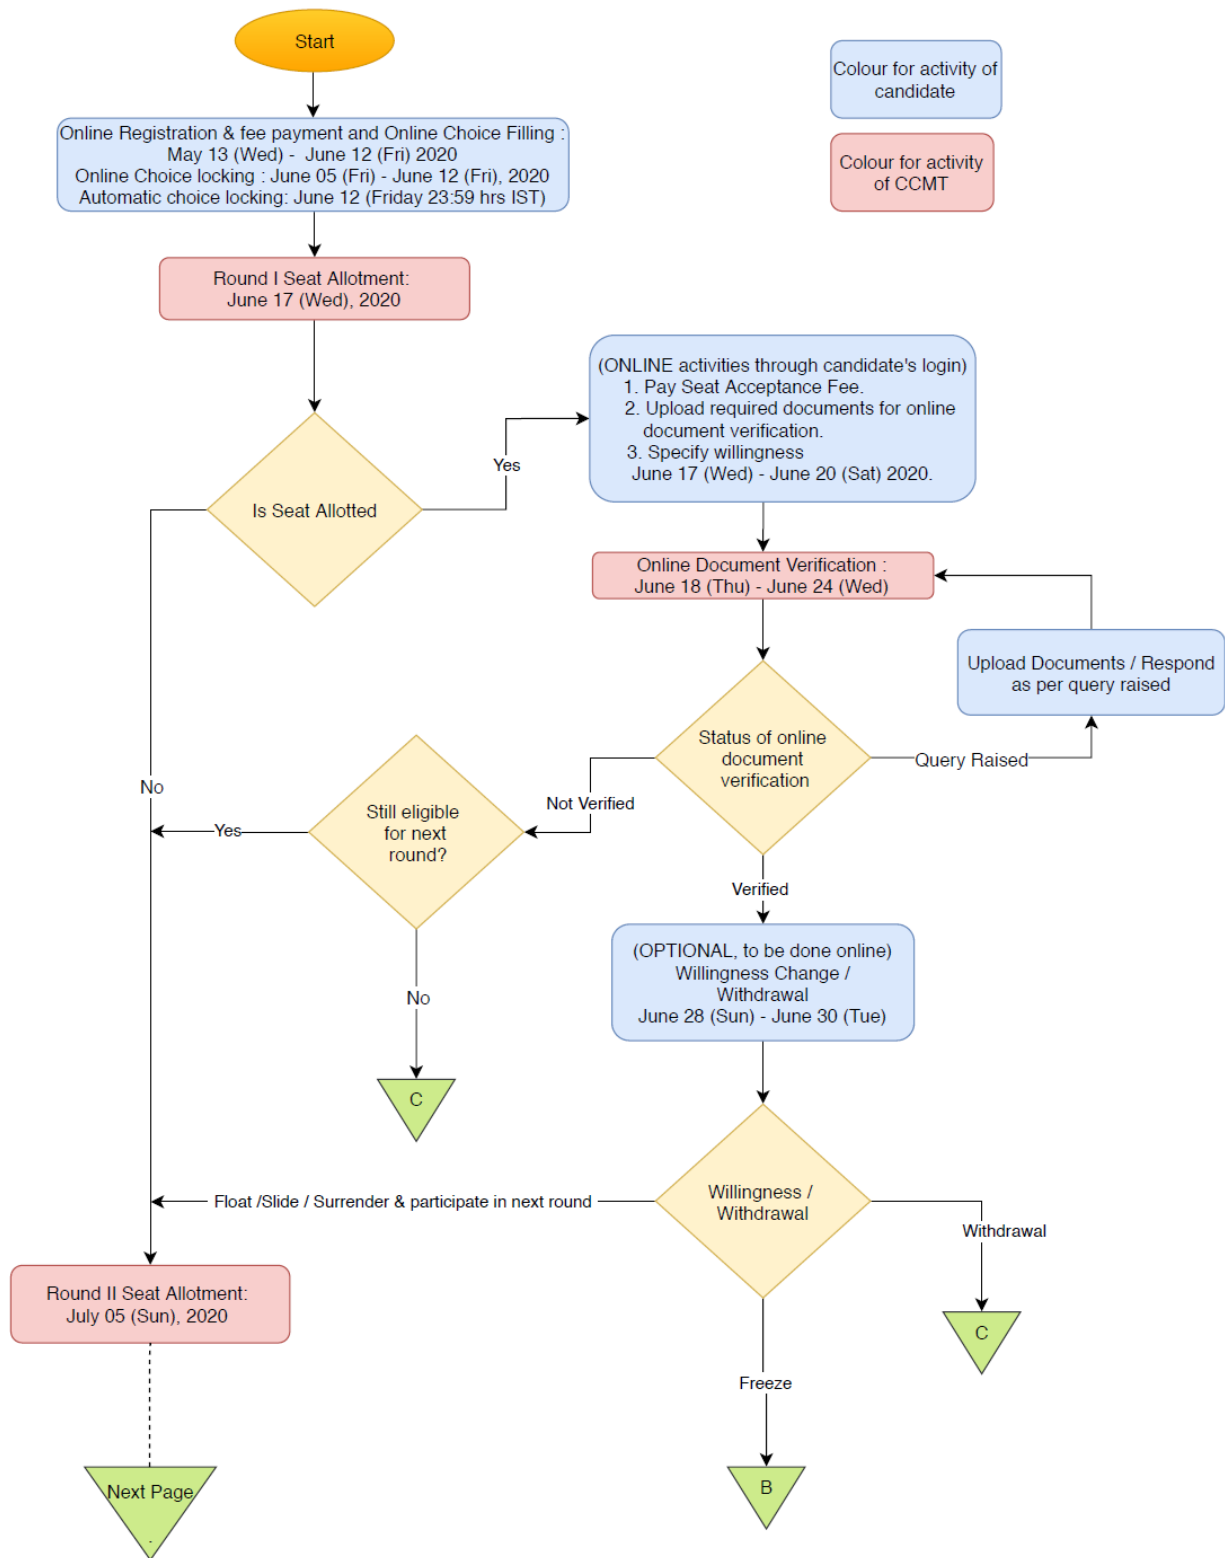 Start
Colour for activity of
candidate
Online Registration & fee payment and Online Choice Filling :
May 13 (Wed) - June 12 (Fri) 2020
Online Choice locking : June 05 (Fri) - June 12 (Fri), 2020
Automatic choice locking: June 12 (Friday 23:59 hrs IST)
Colour for activity
of CCMT
Round I Seat Allotment:
June 17 (Wed), 2020
(ONLINE activities through candidate's login)
1. Pay Seat Acceptance Fee.
2. Upload required documents for online
document verification.
3. Specify willingness
June 17 (Wed) - June 20 (Sat) 2020.
Yes
Is Seat Allotted
Online Document Verification :
June 18 (Thu) - June 24 (Wed)
Upload Documents / Respond
as per query raised
Status of online
document
verification
Query Raised
No
Not Verified
Still eligible
for next
round?
Yes
Verified
(OPTIONAL, to be done online)
Willingness Change /
Withdrawal
June 28 (Sun) - June 30 (Tue)
No
C
Float /Slide / Surrender & participate in next round
Willingness /
Withdrawal
Withdrawal
Round II Seat Allotment:
July 05 (Sun), 2020
C
Freeze
Next Page
.
B